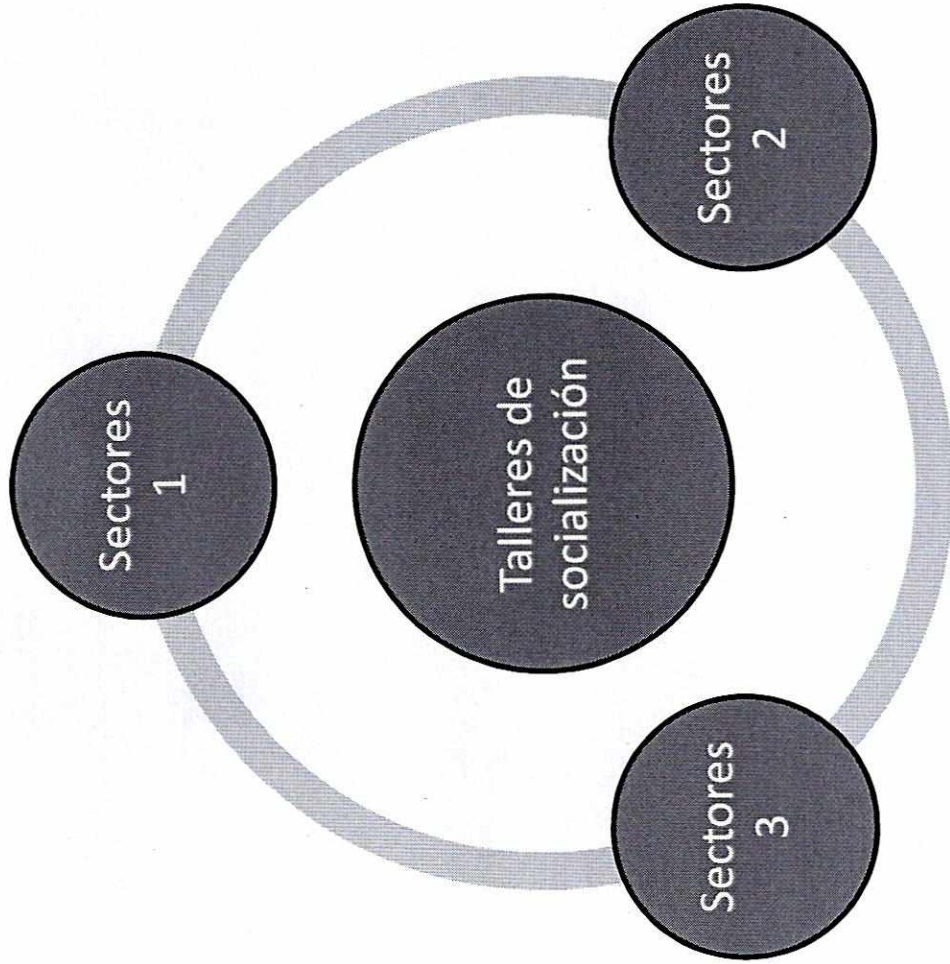 Sectores
1
Talleres de
socialización
Sectores
2
Sectores
3